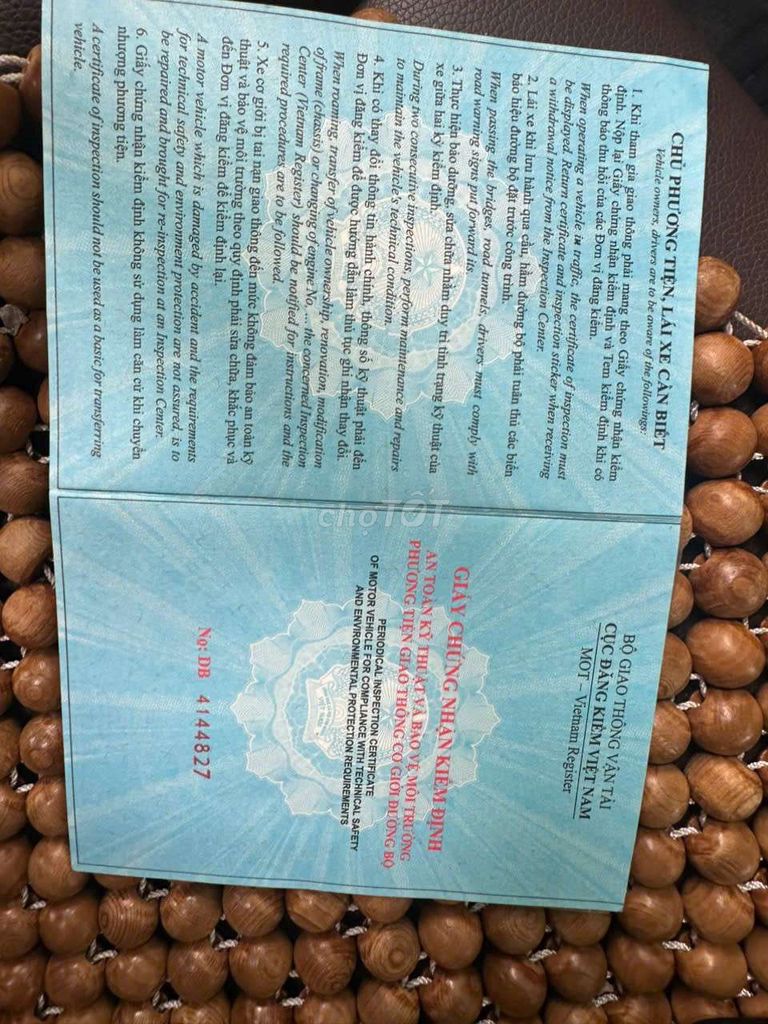 CHỦ PHƯƠNG TIỆN, LÁI XE CẦN BIẾT
Vehicle owners, drivers are to be aware of the followings:
1. Khi tham gia giao thông phải mang theo Giấy chứng nhận kiểm
định. Nộp lại Giấy chứng nhận kiểm định và Tem kiểm định khi có
thông báo thu hồi của các Đơn vị đăng kiểm.
When operating a vehicle in traffic, the certificate of inspection must
be displayed. Return certificate and inspection sticker when receiving
a withdrawal notice from the Inspection Center.
2. Lái xe khi lưu hành qua cầu, hầm đường bộ phải tuân thủ các biển
báo hiệu đường bộ đặt trước công trình.
When passing the bridges, road tunnels, drivers must comply with
road warning signs put forward its.
3. Thực hiện bảo dưỡng, sửa chữa nhằm duy trì tình trạng kỹ thuật của
xe giữa hai kỳ kiểm định.
During two consecutive inspections, perform maintenance and repairs
to maintain the vehicle's technical condition.
4. Khi có thay đổi thông tin hành chính, thông số kỹ thuật phải đến
Đơn vị đăng kiểm để được hướng dẫn làm thủ tục ghi nhận thay đổi.
When roaming, transfer of vehicle ownership, renovation, modification
of frame (chassis) or changing of engine No,... the concerned Inspection
Center (Vietnam Register) should be notified for instructions and the
required procedures are to be followed.
5. Xe cơ giới bị tai nạn giao thông đến mức không đảm bảo an toàn kỹ
thuật và bảo vệ môi trường theo quy định phải sửa chữa, khắc phục và
đến Đơn vị đăng kiểm để kiểm định lại.
A motor vehicle which is damaged by accident and the requirements
for technical safety and environment protection are not assured, is to
be repaired and brought for re-inspection at an Inspection Center.
6. Giấy chứng nhận kiểm định không sử dụng làm căn cứ khi chuyển
nhượng phương tiện.
A certificate of inspection should not be used as a basic for transferring
vehicle.
BỘ GIAO THÔNG VẬN TẢI
CỤC ĐĂNG KIỂM VIỆT NAM
MOT - Vietnam Register
GIẤY CHỨNG NHẬN KIỂM ĐỊNH
AN TOÀN KỸ THUẬT VÀ BẢO VỆ MÔI TRƯỜNG
PHƯƠNG TIỆN GIAO THÔNG CƠ GIỚI ĐƯỜNG BỘ
PERIODICAL INSPECTION CERTIFICATE
OF MOTOR VEHICLE FOR COMPLIANCE WITH TECHNICAL SAFETY
AND ENVIRONMENTAL PROTECTION REQUIREMENTS
No: DB 4144827
chợTỐT